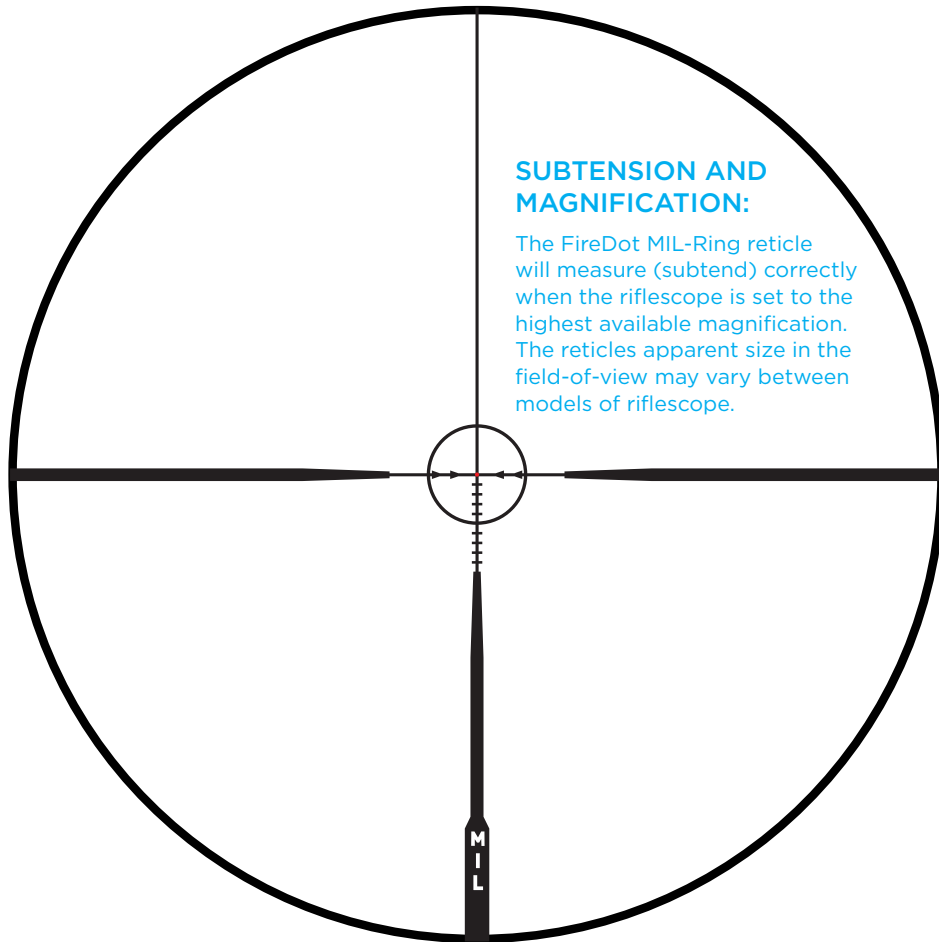 SUBTENSION AND
MAGNIFICATION:
The FireDot MIL-Ring reticle
will measure (subtend) correctly
when the riflescope is set to the
highest available magnification.
The reticles apparent size in the
field-of-view may vary between
models of riflescope.
M
I
L